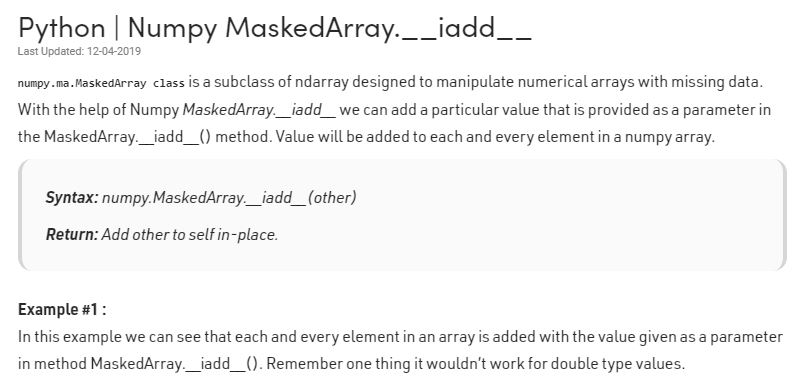 Python | Numpy MaskedArray.__iadd__
Last Updated: 12-04-2019
numpy.ma.MaskedArray class is a subclass of ndarray designed to manipulate numerical arrays with missing data.
With the help of Numpy MaskedArray.__iadd__ we can add a particular value that is provided as a parameter in
the MaskedArray.__iadd__() method. Value will be added to each and every element in a numpy array.
Syntax: numpy.MaskedArray.__iadd__(other)
Return: Add other to self in-place.
Example #1 :
In this example we can see that each and every element in an array is added with the value given as a parameter
in method MaskedArray.__iadd__(). Remember one thing it wouldn't work for double type values.